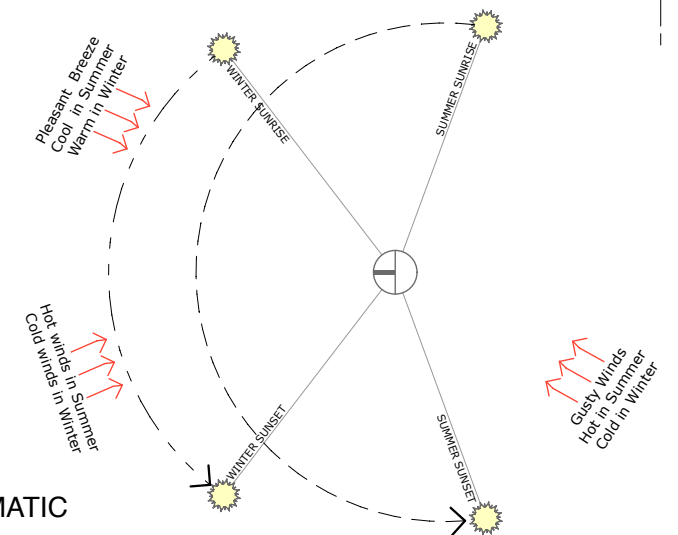 Pleasant Breeze
Cool in Summer
Warm in Winter
WINTER SUNRISE
SUMMER SUNRISE
Hot winds in Summer
Cold winds in Winter
Gusty Winds
Hot in Summer
Cold in Winter
WINTER SUNSET
SUMMER SUNSET
MATIC